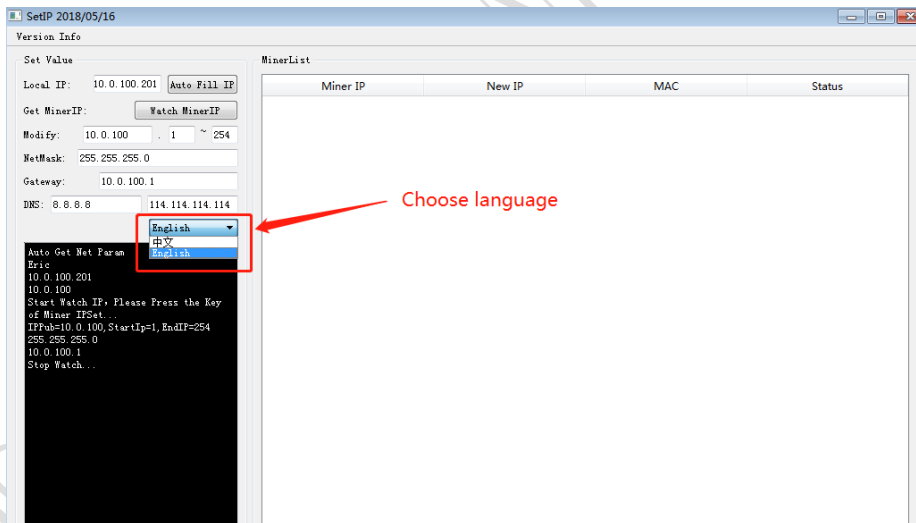 SetIP 2018/05/16
Version Info
Set Value
Local IP: 10.0.100.201 Auto Fill IP
Get MinerIP: Watch MinerIP
Modify: 10.0.100 . 1 ~ 254
NetMask: 255.255.255.0
Gateway: 10.0.100.1
DNS: 8.8.8.8 114.114.114.114
English
中文
English
Auto Get Net Param
Eric
10.0.100.201
10.0.100
Start Watch IP, Please Press the Key
of Miner IPSet...
IPPub=10.0.100,StartIp=1,EndIP=254
255.255.255.0
10.0.100.1
Stop Watch...
MinerList
Miner IP New IP MAC Status
Choose language